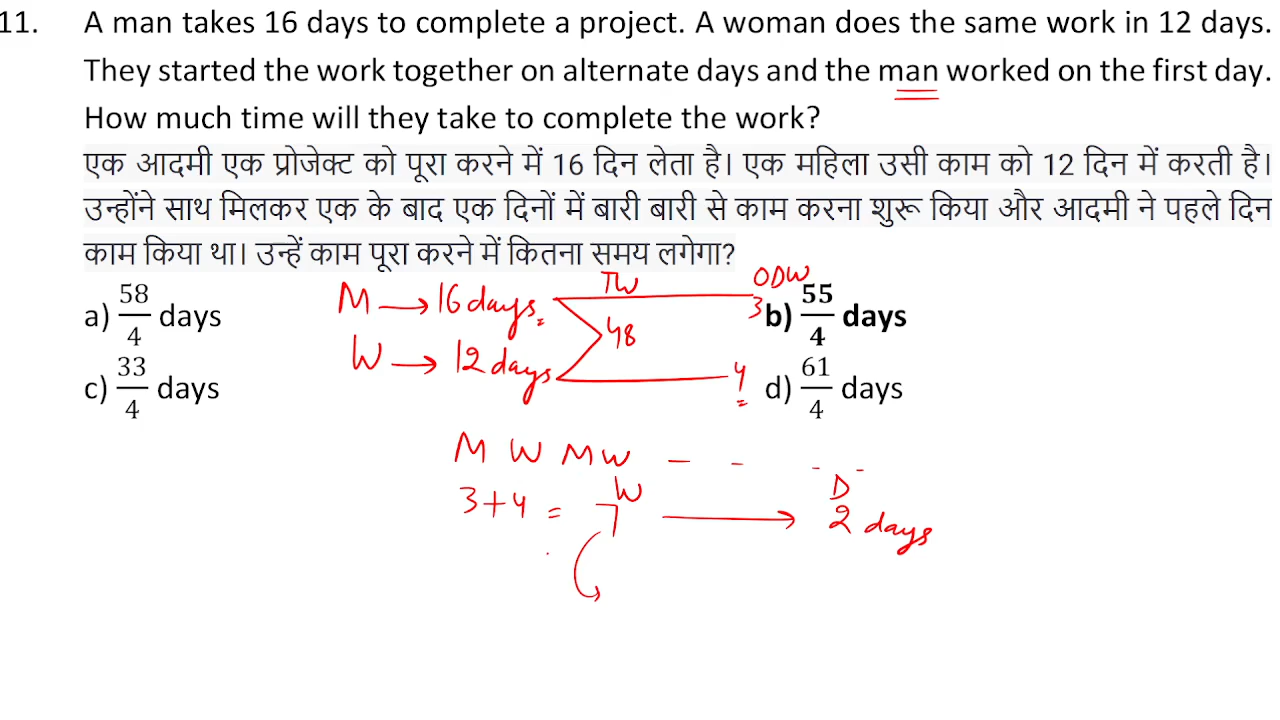 11. A man takes 16 days to complete a project. A woman does the same work in 12 days.
They started the work together on alternate days and the man worked on the first day.
How much time will they take to complete the work?
एक आदमी एक प्रोजेक्ट को पूरा करने में 16 दिन लेता है। एक महिला उसी काम को 12 दिन में करती है।
उन्होंने साथ मिलकर एक के बाद एक दिनों में बारी बारी से काम करना शुरू किया और आदमी ने पहले दिन
काम किया था। उन्हें काम पूरा करने में कितना समय लगेगा?
a) 58/4 days b) 55/4 days
c) 33/4 days d) 61/4 days
TW ODW
M → 16 days 3
48
W → 12 days 4
M W M W – - - -
W D
3+4 = 7 → 2 days